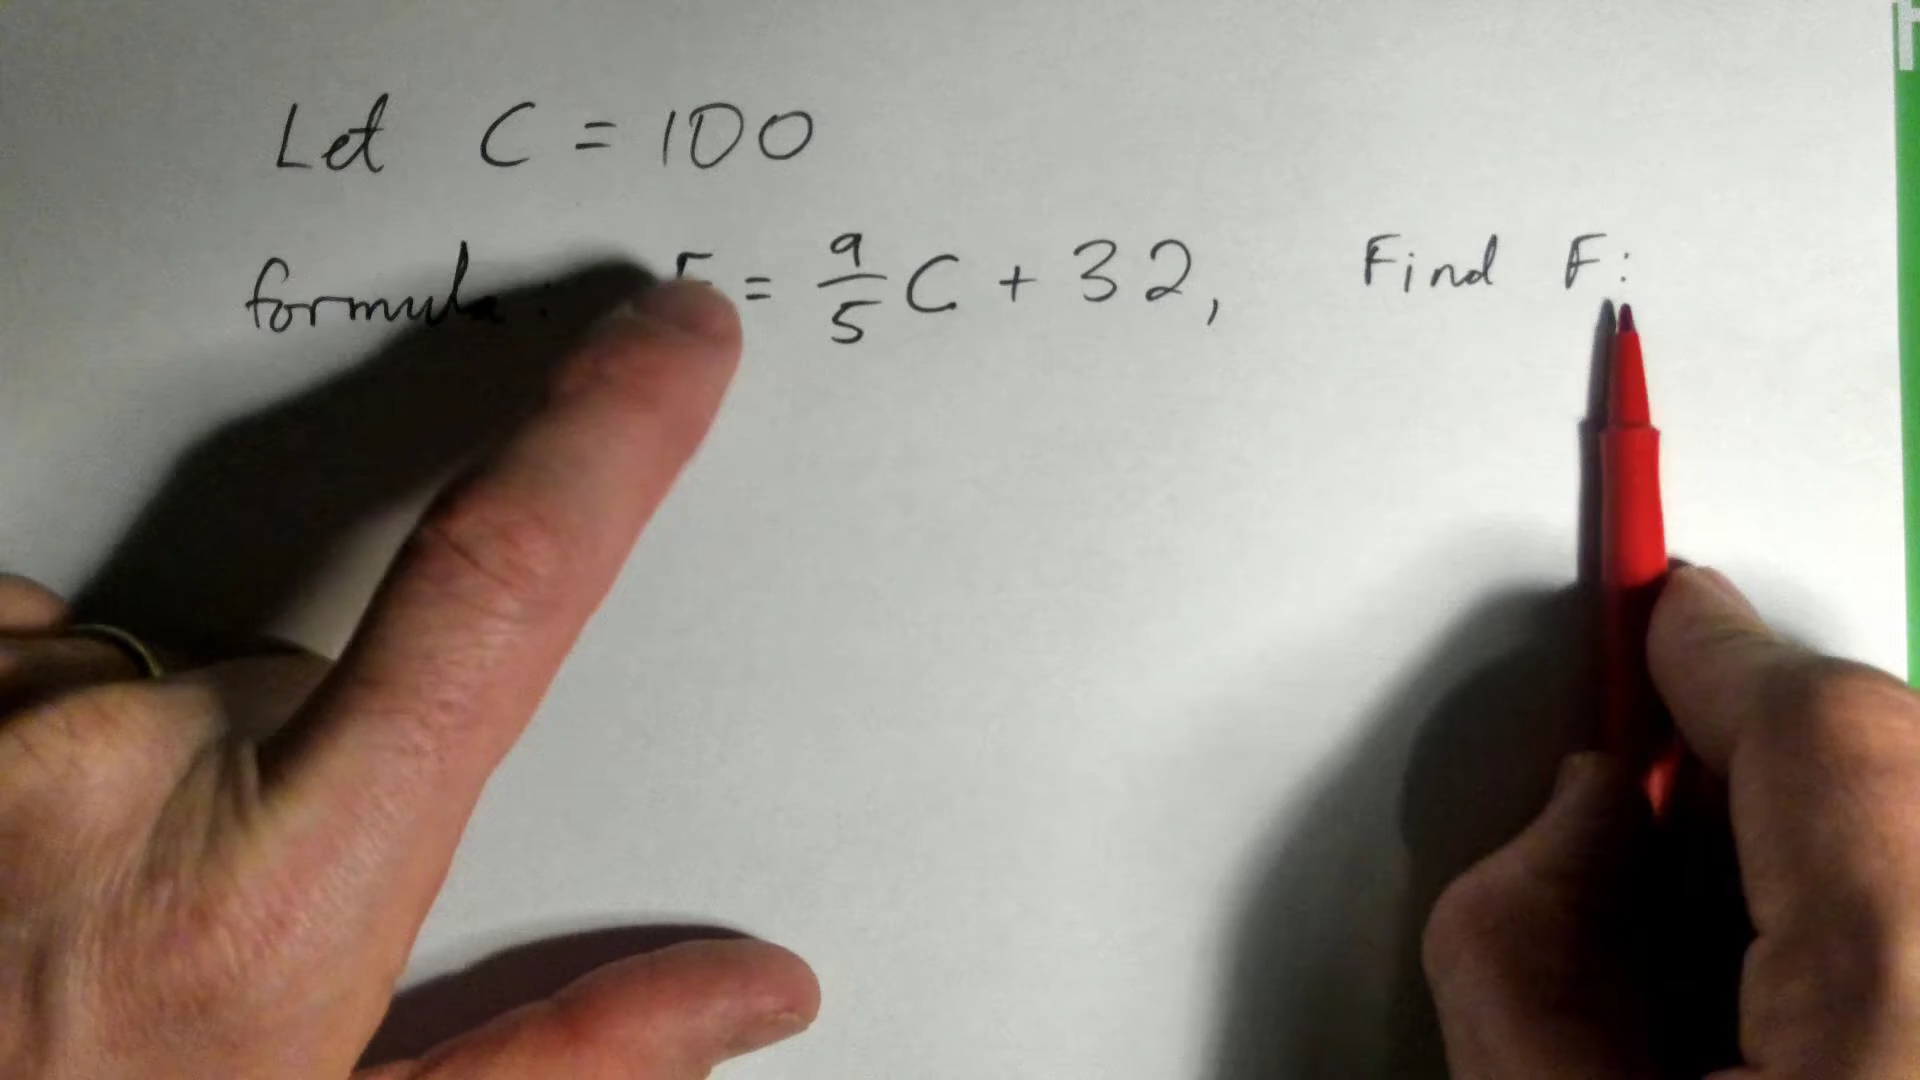 Let C = 100
formula: F = 9/5 C + 32, Find F: